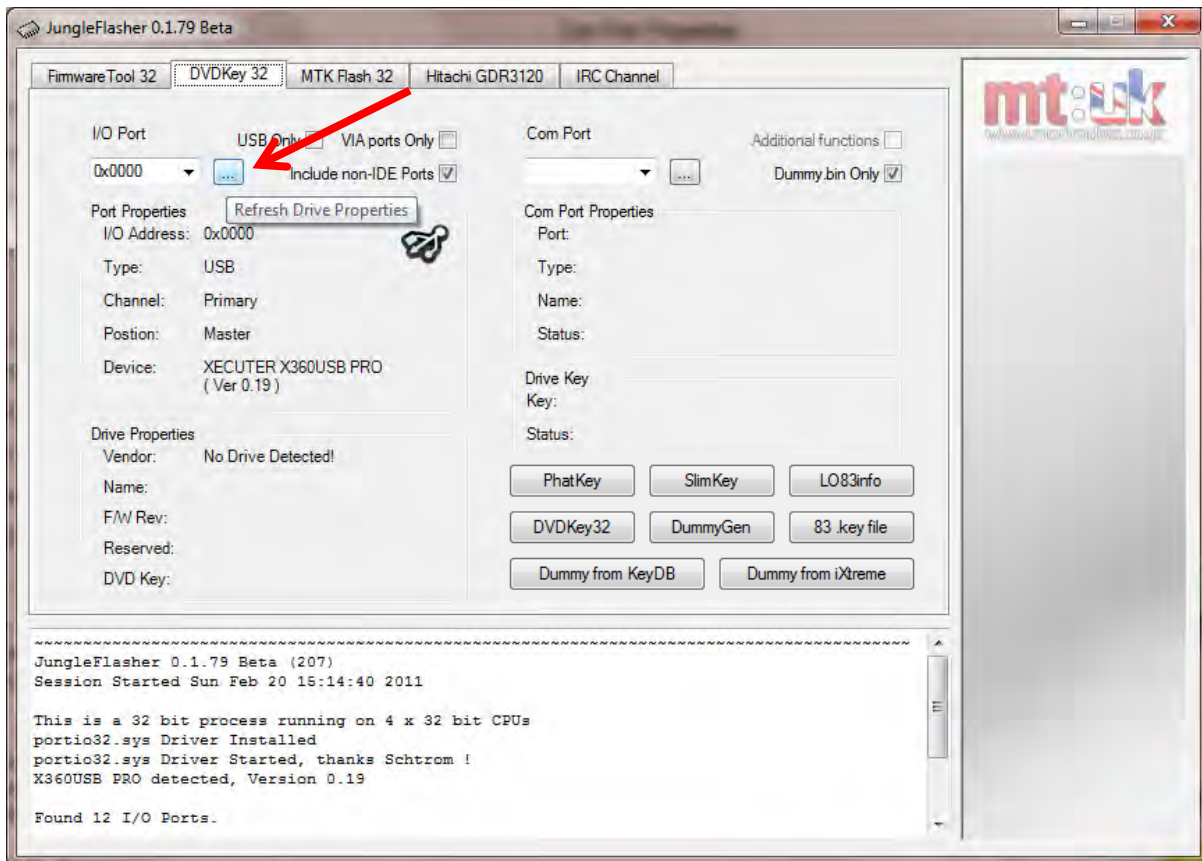 JungleFlasher 0.1.79 Beta
FirmwareTool 32 DVDKey 32 MTK Flash 32 Hitachi GDR3120 IRC Channel
I/O Port USB Only VIA ports Only
0x0000 ... Include non-IDE Ports
Refresh Drive Properties
Port Properties
I/O Address: 0x0000
Type: USB
Channel: Primary
Postion: Master
Device: XECUTER X360USB PRO
( Ver 0.19 )
Drive Properties
Vendor: No Drive Detected!
Name:
F/W Rev:
Reserved:
DVD Key:
Com Port Additional functions
... Dummy.bin Only
Com Port Properties
Port:
Type:
Name:
Status:
Drive Key
Key:
Status:
PhatKey SlimKey LO83info
DVDKey32 DummyGen 83 .key file
Dummy from KeyDB Dummy from iXtreme
mt:uk
~~~~~~~~~~~~~~~~~~~~~~~~~~~~~~~~~~~~~~~~~~~~~~~~~~~~~~~~~~~~~~~~~~~~~~~~~~~~~~~~
JungleFlasher 0.1.79 Beta (207)
Session Started Sun Feb 20 15:14:40 2011
This is a 32 bit process running on 4 x 32 bit CPUs
portio32.sys Driver Installed
portio32.sys Driver Started, thanks Schtrom !
X360USB PRO detected, Version 0.19
Found 12 I/O Ports.